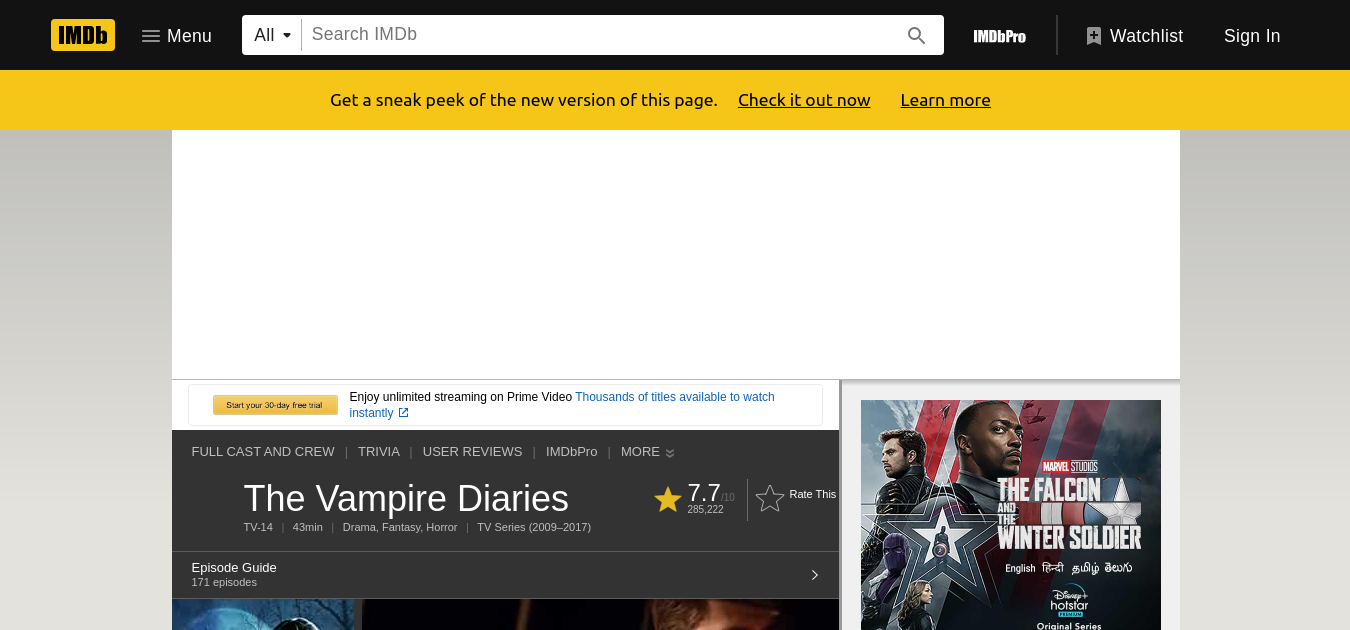 IMDb
Menu
All
Search IMDb
IMDbPro
Watchlist
Sign In
Get a sneak peek of the new version of this page. Check it out now Learn more
Start your 30-day free trial
Enjoy unlimited streaming on Prime Video Thousands of titles available to watch
instantly
FULL CAST AND CREW | TRIVIA | USER REVIEWS | IMDbPro | MORE
The Vampire Diaries
7.7/10
285,222
Rate This
TV-14 | 43min | Drama, Fantasy, Horror | TV Series (2009–2017)
Episode Guide
171 episodes
MARVEL STUDIOS
THE FALCON
AND THE
WINTER SOLDIER
English हिन्दी தமிழ் తెలుగు
Disney+
hotstar
PREMIUM
Original Series